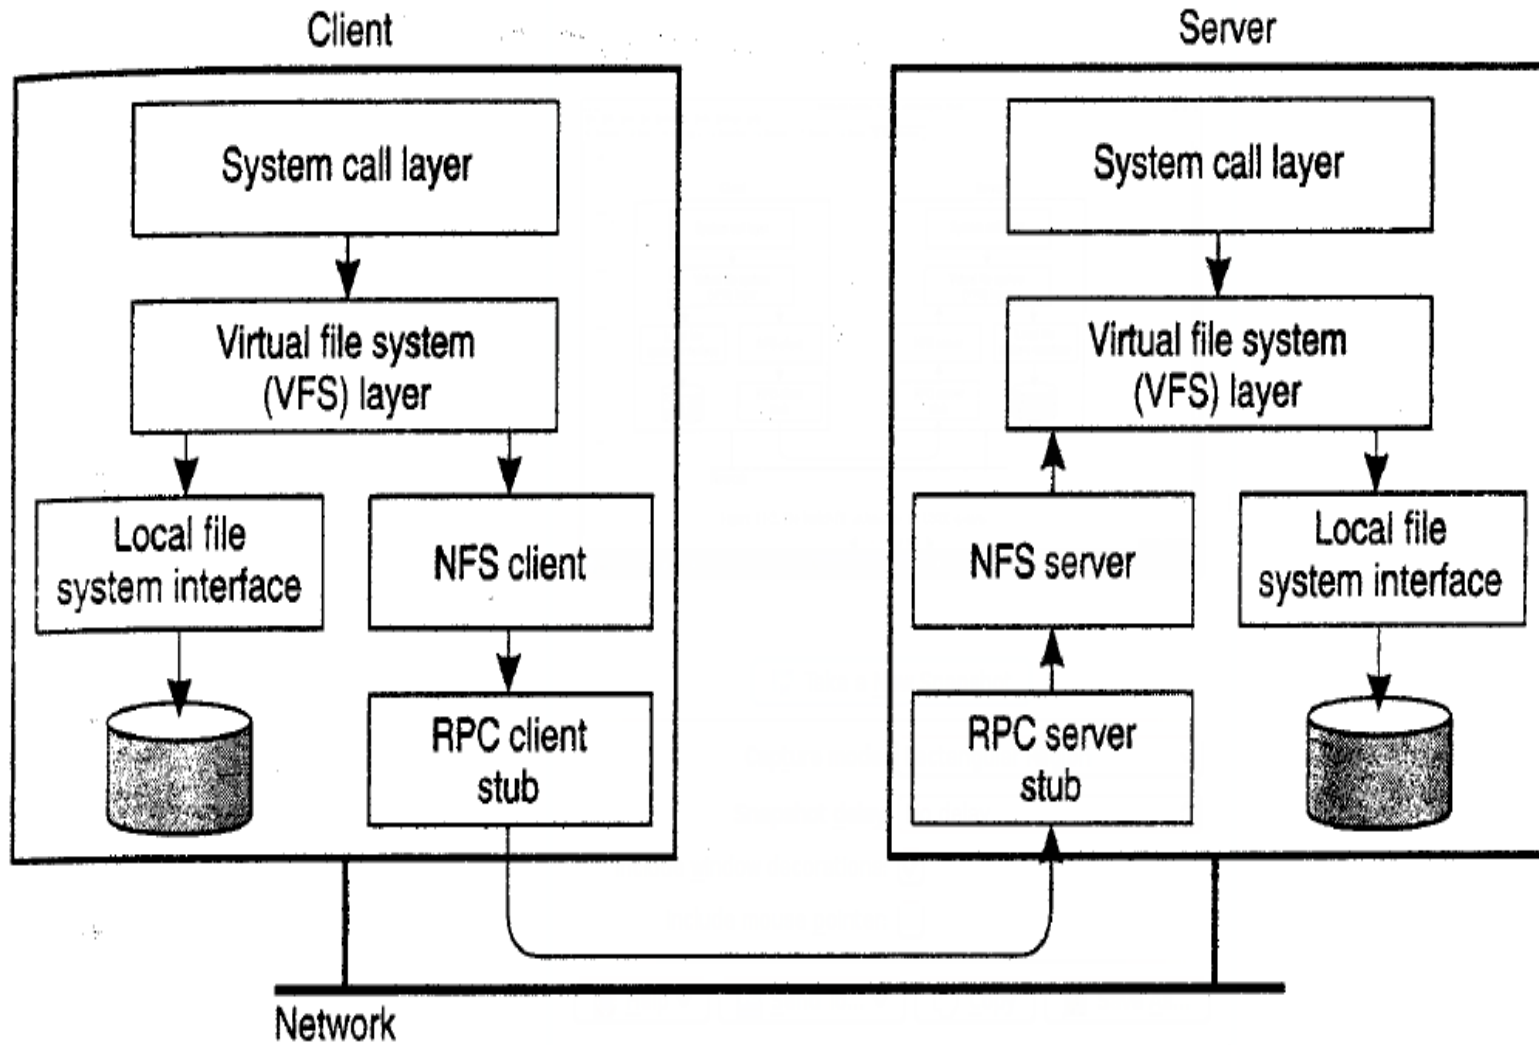 Client
System call layer
Virtual file system
(VFS) layer
Local file
system interface
NFS client
RPC client
stub
Server
System call layer
Virtual file system
(VFS) layer
NFS server
Local file
system interface
RPC server
stub
Network